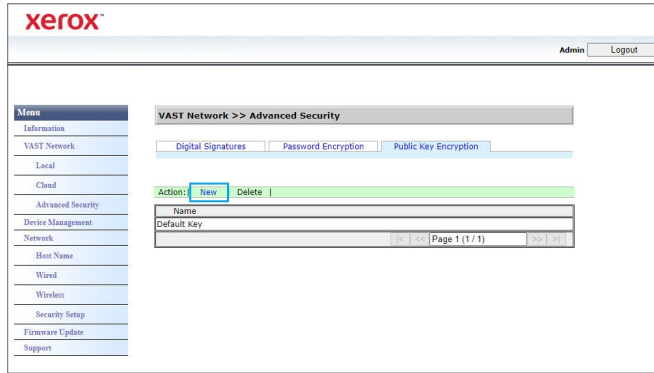 xerox™
Admin Logout
Menu
Information
VAST Network
Local
Cloud
Advanced Security
Device Management
Network
Host Name
Wired
Wireless
Security Setup
Firmware Update
Support
VAST Network >> Advanced Security
Digital Signatures Password Encryption Public Key Encryption
Action: | New Delete |
Name
Default Key
|< << Page 1 (1 / 1) >> >|